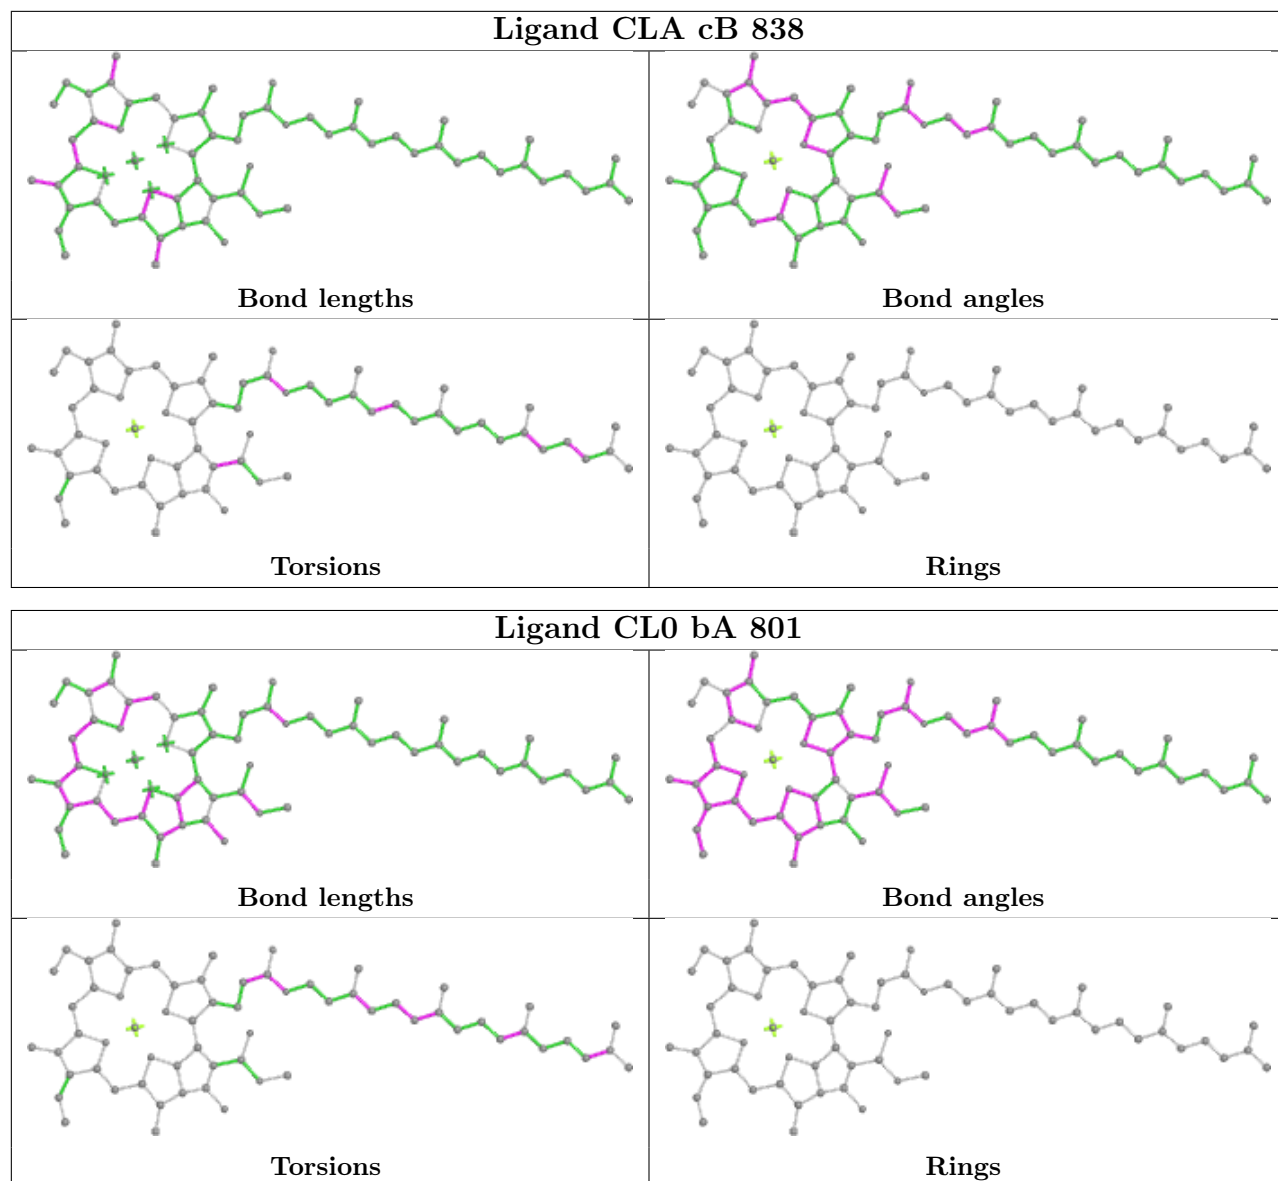 Ligand CLA cB 838
Bond lengths
Bond angles
Torsions
Rings
Ligand CL0 bA 801
Bond lengths
Bond angles
Torsions
Rings